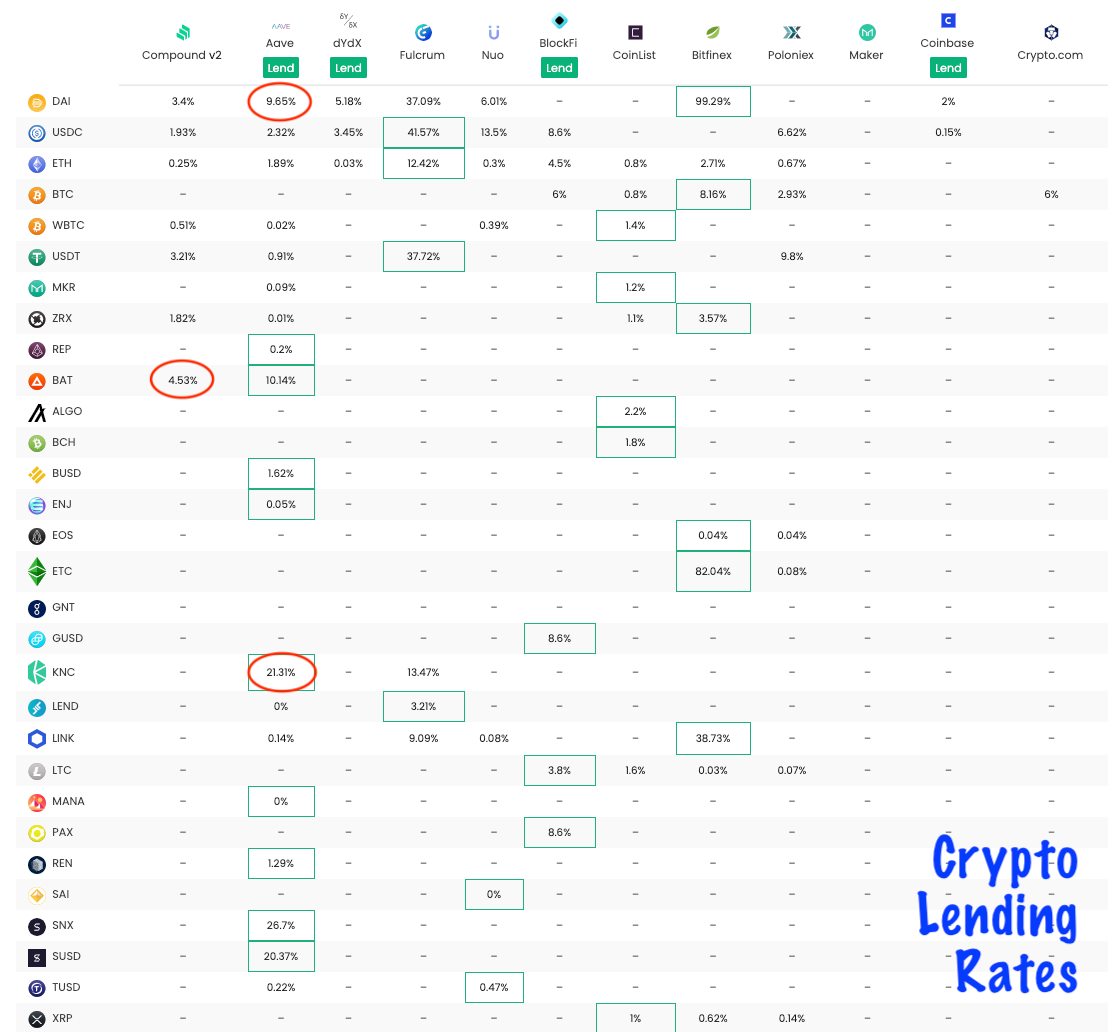 Compound v2 Aave dYdX Fulcrum Nuo BlockFi CoinList Bitfinex Poloniex Maker Coinbase Crypto.com
Lend Lend Lend Lend
DAI 3.4% 9.65% 5.18% 37.09% 6.01% – – 99.29% – – 2% –
USDC 1.93% 2.32% 3.45% 41.57% 13.5% 8.6% – – 6.62% – 0.15% –
ETH 0.25% 1.89% 0.03% 12.42% 0.3% 4.5% 0.8% 2.71% 0.67% – – –
BTC – – – – – 6% 0.8% 8.16% 2.93% – – 6%
WBTC 0.51% 0.02% – – 0.39% – 1.4% – – – – –
USDT 3.21% 0.91% – 37.72% – – – – 9.8% – – –
MKR – 0.09% – – – – 1.2% – – – – –
ZRX 1.82% 0.01% – – – – 1.1% 3.57% – – – –
REP – 0.2% – – – – – – – – – –
BAT 4.53% 10.14% – – – – – – – – – –
ALGO – – – – – – 2.2% – – – – –
BCH – – – – – – 1.8% – – – – –
BUSD – 1.62% – – – – – – – – – –
ENJ – 0.05% – – – – – – – – – –
EOS – – – – – – – 0.04% 0.04% – – –
ETC – – – – – – – 82.04% 0.08% – – –
GNT – – – – – – – – – – – –
GUSD – – – – – 8.6% – – – – – –
KNC – 21.31% – 13.47% – – – – – – – –
LEND – 0% – 3.21% – – – – – – – –
LINK – 0.14% – 9.09% 0.08% – – 38.73% – – – –
LTC – – – – – 3.8% 1.6% 0.03% 0.07% – – –
MANA – 0% – – – – – – – – – –
PAX – – – – – 8.6% – – – – – –
REN – 1.29% – – – – – – – – – –
SAI – – – – 0% – – – – – – –
SNX – 26.7% – – – – – – – – – –
SUSD – 20.37% – – – – – – – – – –
TUSD – 0.22% – – 0.47% – – – – – – –
XRP – – – – – – 1% 0.62% 0.14% – – –
Crypto
Lending
Rates